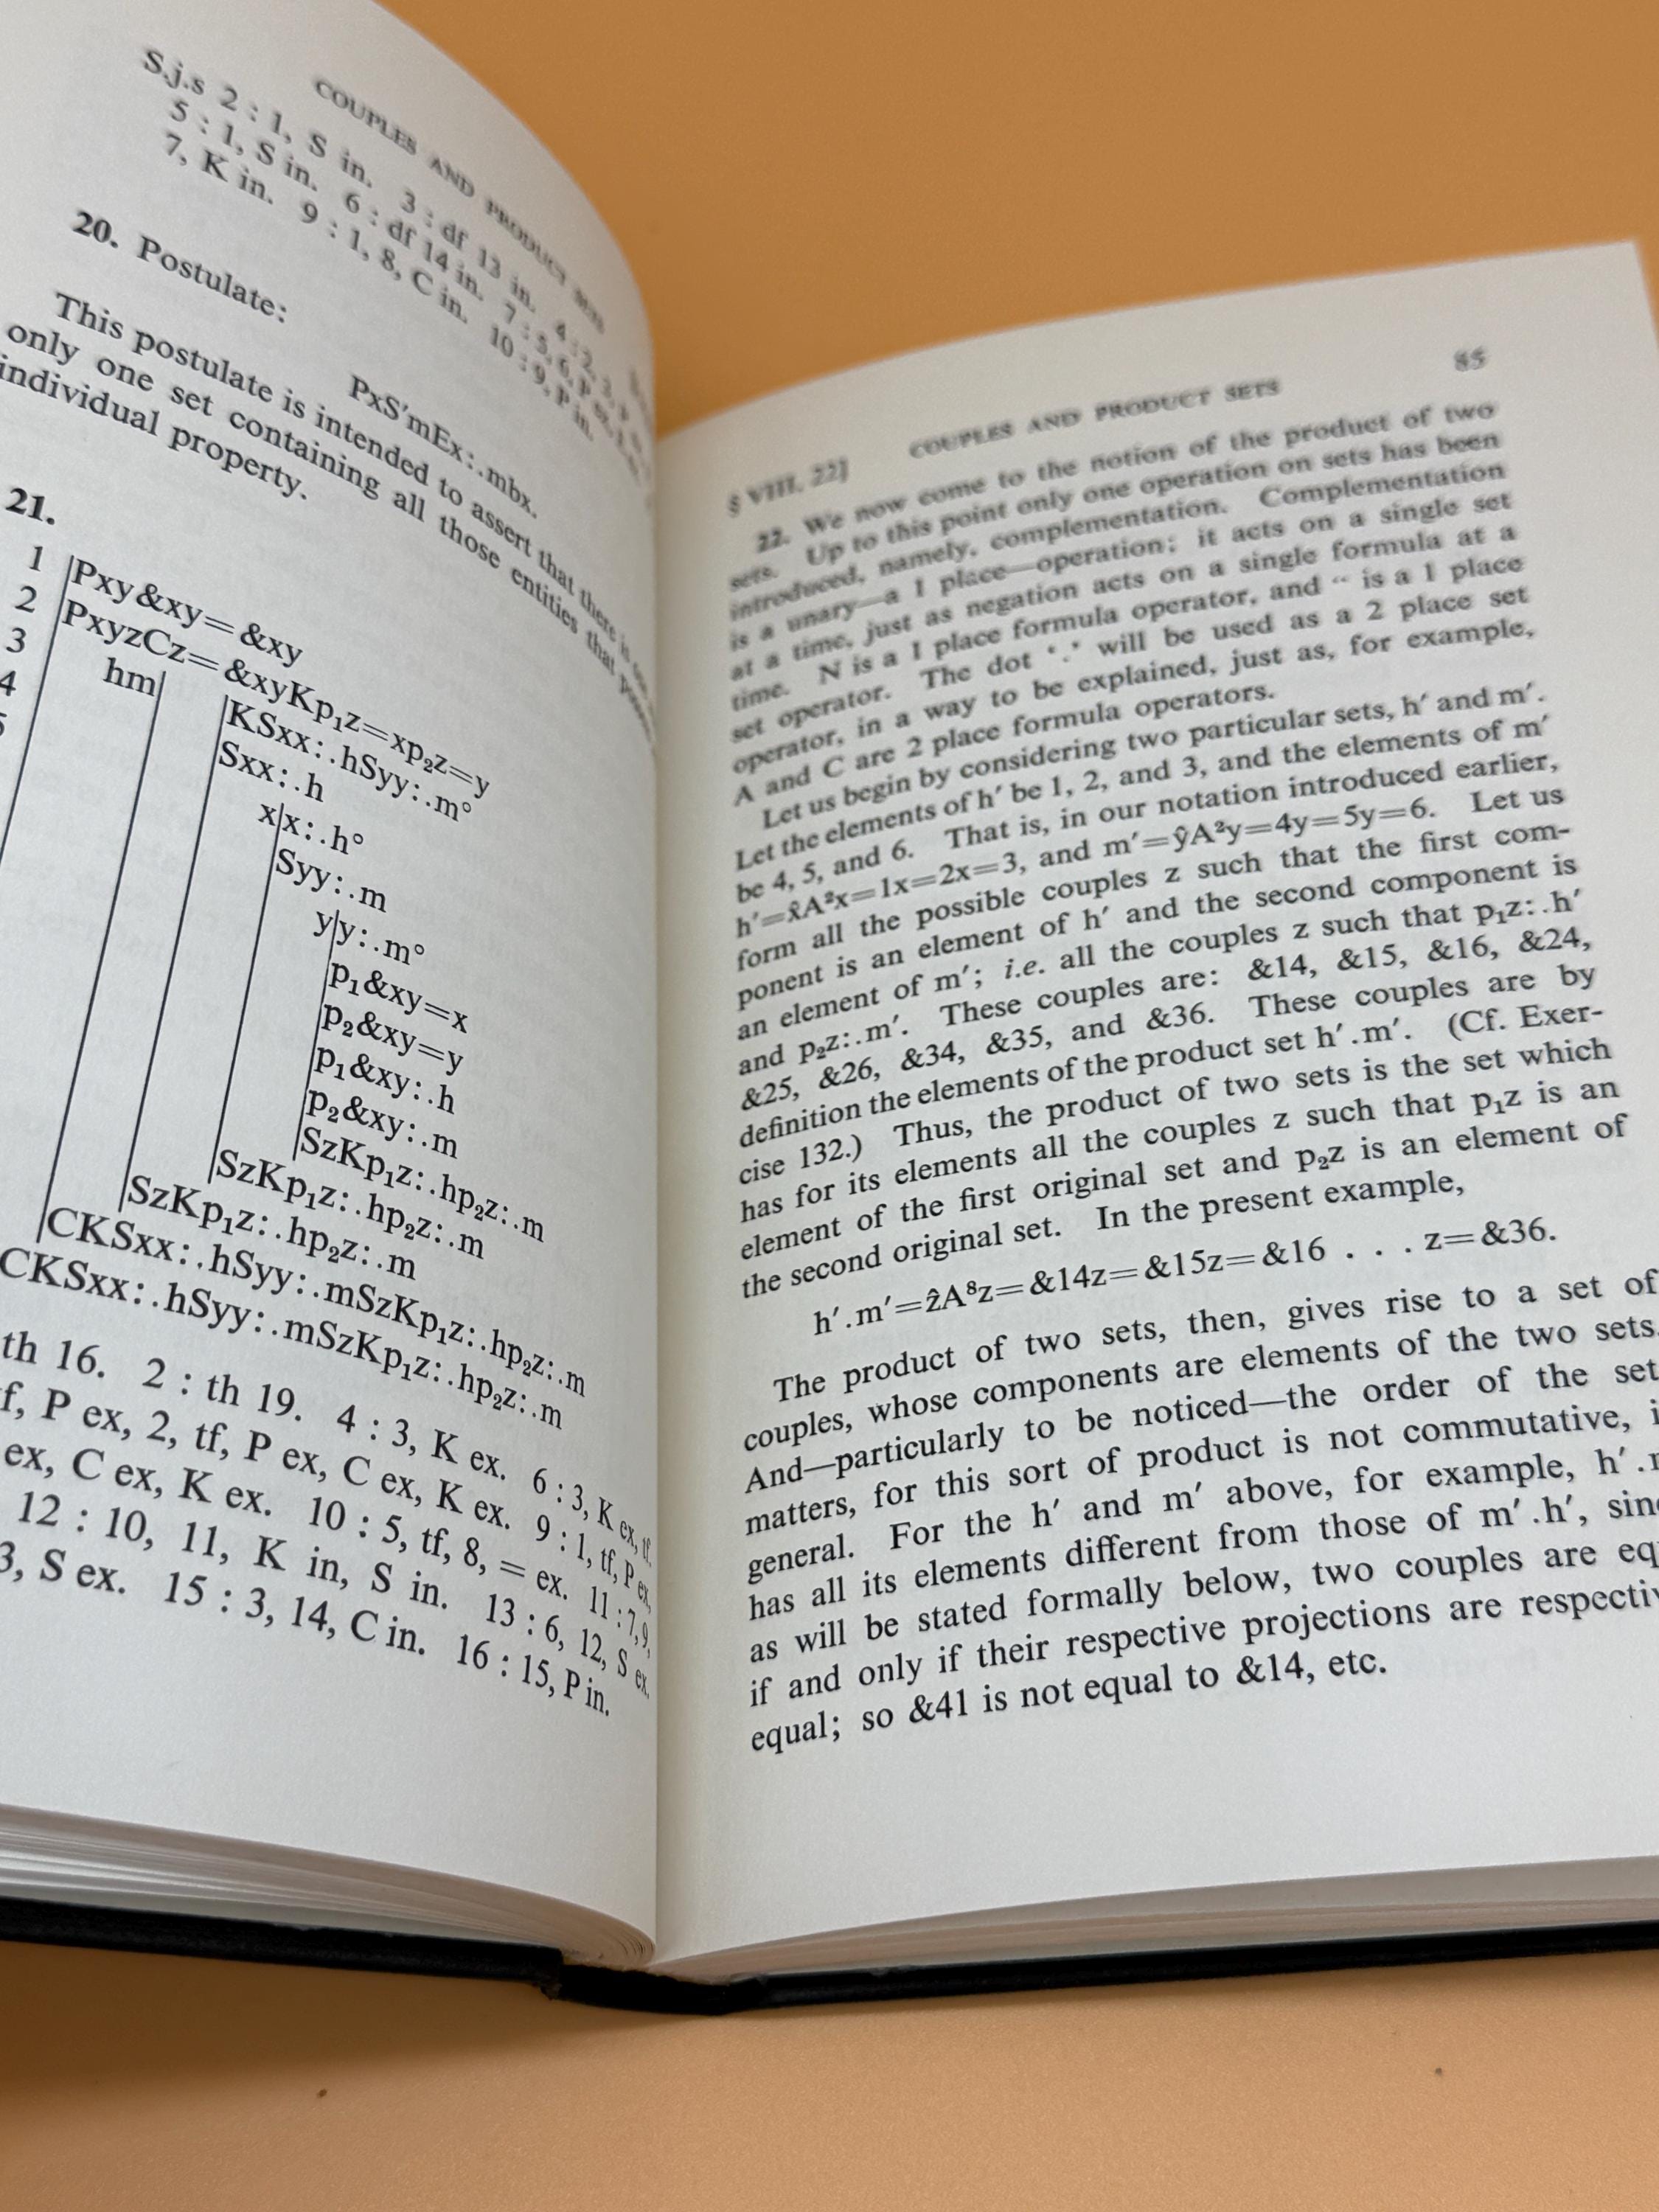 COUPLES AND PRODUCT SETS
S.j.s 2 : 1, S in. 3 : df 13 in. 4 : 2, 3,
5 : 1, S in. 6 : df 14 in. 7 : 5, 6, P ex,
7, K in. 9 : 1, 8, C in. 10 : 9, P in.
20. Postulate:
PxS′mEx:.mbx.
This postulate is intended to assert that there is
only one set containing all those entities that
individual property.
21.
1 Pxy&xy=&xy
2 PxyzCz=&xyKp₁z=xp₂z=y
3 hm| KSxx:.hSyy:.m°
4 Sxx:.h
5 x|x:.h°
Syy:.m
y|y:.m°
p₁&xy=x
p₂&xy=y
p₁&xy:.h
p₂&xy:.m
SzKp₁z:.hp₂z:.m
SzKp₁z:.hp₂z:.m
SzKp₁z:.hp₂z:.m
CKSxx:.hSyy:.mSzKp₁z:.hp₂z:.m
CKSxx:.hSyy:.mSzKp₁z:.hp₂z:.m
th 16. 2 : th 19. 4 : 3, K ex. 6 : 3, K ex, tf.
f, P ex, 2, tf, P ex, C ex, K ex. 9 : 1, tf, P ex,
ex, C ex, K ex. 10 : 5, tf, 8, = ex. 11 : 7, 9,
12 : 10, 11, K in, S in. 13 : 6, 12, S ex.
3, S ex. 15 : 3, 14, C in. 16 : 15, P in.
§ VIII, 22] COUPLES AND PRODUCT SETS 85
22. We now come to the notion of the product of two
sets. Up to this point only one operation on sets has been
introduced, namely, complementation. Complementation
is a unary—a 1 place—operation; it acts on a single set
at a time, just as negation acts on a single formula at a
time. N is a 1 place formula operator, and is a 1 place
set operator. The dot ‘.’ will be used as a 2 place set
operator, in a way to be explained, just as, for example,
A and C are 2 place formula operators.
Let us begin by considering two particular sets, h′ and m′.
Let the elements of h′ be 1, 2, and 3, and the elements of m′
be 4, 5, and 6. That is, in our notation introduced earlier,
h′=x̂A²x=1x=2x=3, and m′=ŷA²y=4y=5y=6. Let us
form all the possible couples z such that the first com-
ponent is an element of h′ and the second component is
an element of m′; i.e. all the couples z such that p₁z:.h′
and p₂z:.m′. These couples are: &14, &15, &16, &24,
&25, &26, &34, &35, and &36. These couples are by
definition the elements of the product set h′.m′. (Cf. Exer-
cise 132.) Thus, the product of two sets is the set which
has for its elements all the couples z such that p₁z is an
element of the first original set and p₂z is an element of
the second original set. In the present example,
h′.m′=ẑA⁸z=&14z=&15z=&16 . . . z=&36.
The product of two sets, then, gives rise to a set of
couples, whose components are elements of the two sets.
And—particularly to be noticed—the order of the set
matters, for this sort of product is not commutative, i
general. For the h′ and m′ above, for example, h′.
has all its elements different from those of m′.h′, sinc
as will be stated formally below, two couples are eq
if and only if their respective projections are respectiv
equal; so &41 is not equal to &14, etc.